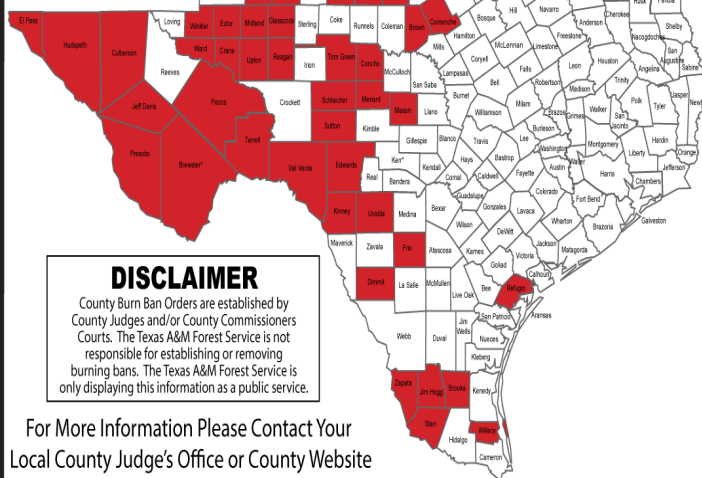 Rusk
Panola
Hill
Navarro
Anderson
Cherokee
Shelby
El Paso
Hudspeth
Culberson
Loving
Winkler
Ector
Midland
Glasscock
Sterling
Coke
Runnels
Coleman
Brown
Comanche
Bosque
Hamilton
Freestone
Nacogdoches
San
Augustine
Sabine
Ward
Crane
Upton
Reagan
Irion
Tom Green
Concho
McCulloch
Mills
McLennan
Limestone
Leon
Houston
Angelina
Reeves
San Saba
Lampasas
Coryell
Falls
Bell
Robertson
Madison
Trinity
Polk
Tyler
Jasper
Newt
Jeff Davis
Pecos
Crockett
Schleicher
Menard
Mason
Llano
Burnet
Williamson
Milam
Brazos
Grimes
Walker
San
Jacinto
Sutton
Kimble
Gillespie
Blanco
Travis
Lee
Burleson
Washington
Montgomery
Hardin
Liberty
Orange
Presidio
Brewster*
Terrell
Val Verde
Edwards
Kerr*
Real
Bandera
Kendall
Hays
Comal
Caldwell
Bastrop
Fayette
Austin
Waller
Harris
Chambers
Jefferson
Kinney
Uvalde
Medina
Bexar
Guadalupe
Gonzales
Colorado
Lavaca
Wharton
Fort Bend
Brazoria
Galveston
Maverick
Zavala
Frio
Atascosa
Wilson
Karnes
DeWitt
Victoria
Jackson
Matagorda
Goliad
Calhoun
Dimmit
La Salle
McMullen
Live Oak
Bee
Refugio
Aransas
San Patricio
Webb
Duval
Jim
Wells
Nueces
Kleberg
Zapata
Jim Hogg
Brooks
Kenedy
Starr
Hidalgo
Willacy
Cameron
DISCLAIMER
County Burn Ban Orders are established by
County Judges and/or County Commissioners
Courts. The Texas A&M Forest Service is not
responsible for establishing or removing
burning bans. The Texas A&M Forest Service is
only displaying this information as a public service.
For More Information Please Contact Your
Local County Judge's Office or County Website